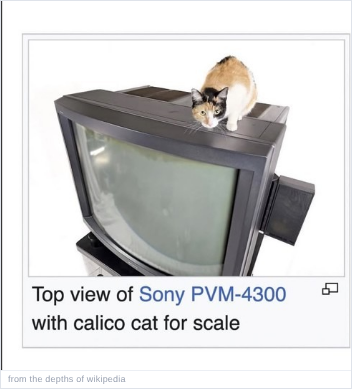 Top view of Sony PVM-4300
with calico cat for scale
from the depths of wikipedia